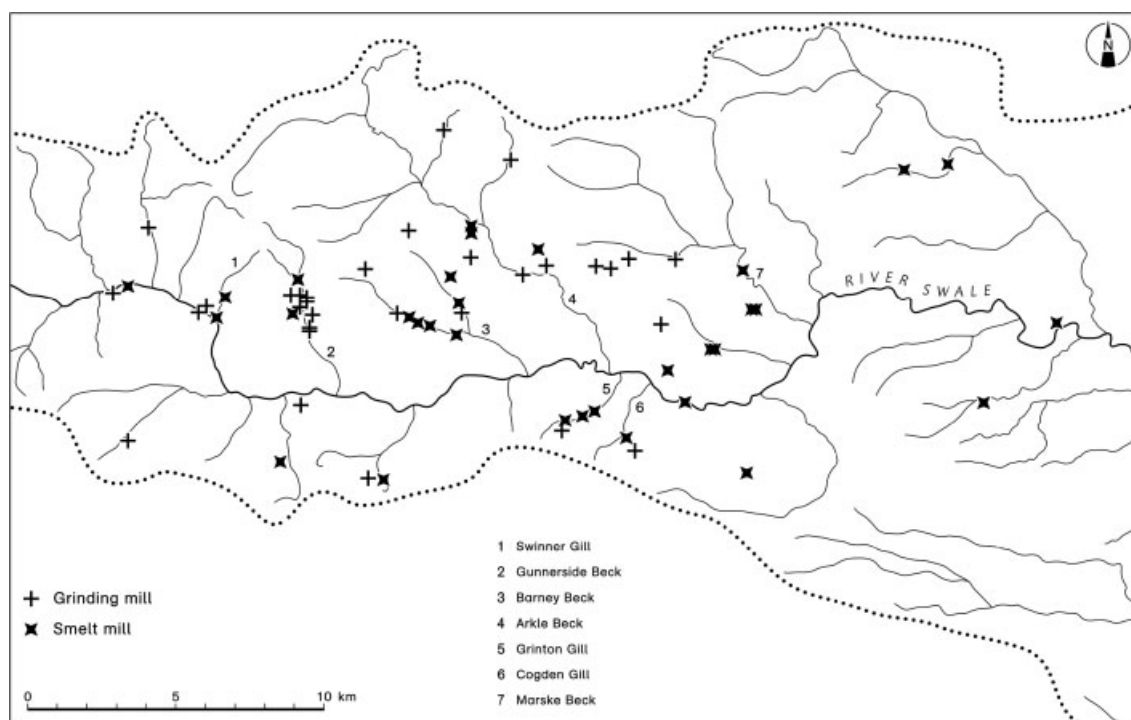 N
1
7
RIVER SWALE
4
3
2
5
6
1 Swinner Gill
2 Gunnerside Beck
3 Barney Beck
4 Arkle Beck
5 Grinton Gill
6 Cogden Gill
7 Marske Beck
Grinding mill
Smelt mill
0 5 10 km